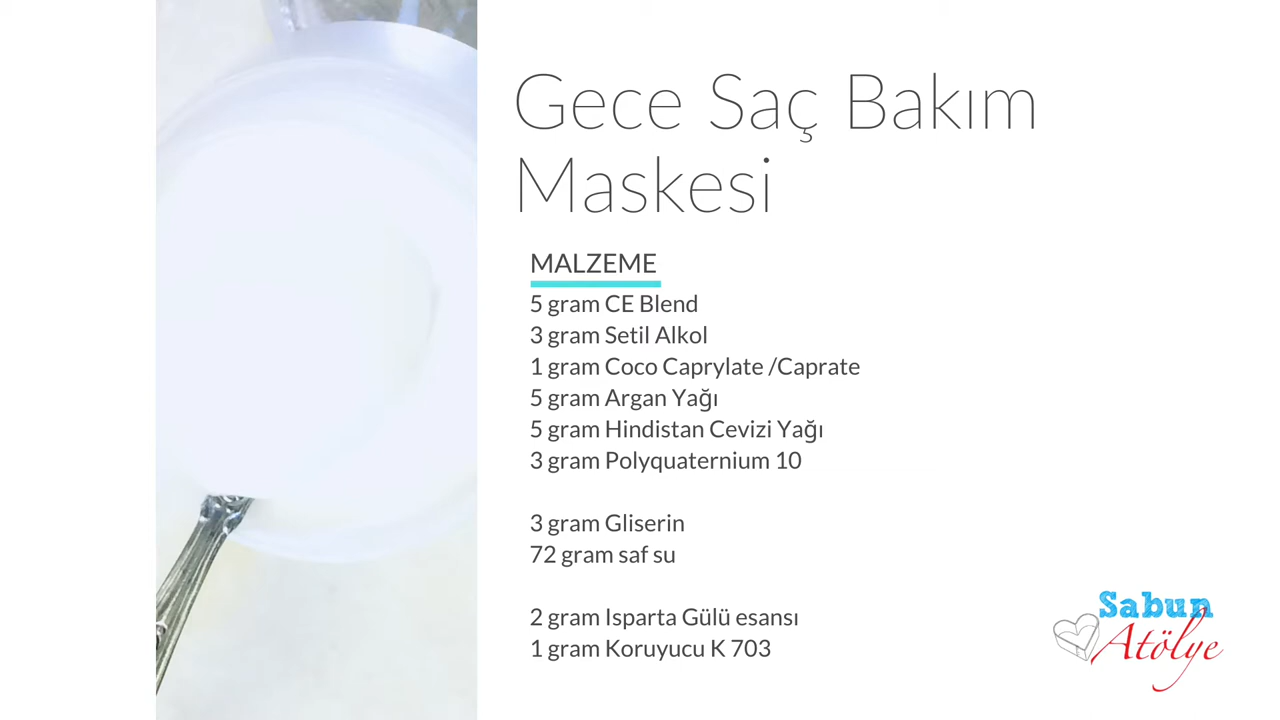 Gece Saç Bakım
Maskesi
MALZEME
5 gram CE Blend
3 gram Setil Alkol
1 gram Coco Caprylate /Caprate
5 gram Argan Yağı
5 gram Hindistan Cevizi Yağı
3 gram Polyquaternium 10
3 gram Gliserin
72 gram saf su
2 gram Isparta Gülü esansı
1 gram Koruyucu K 703
Sabun
Atölye